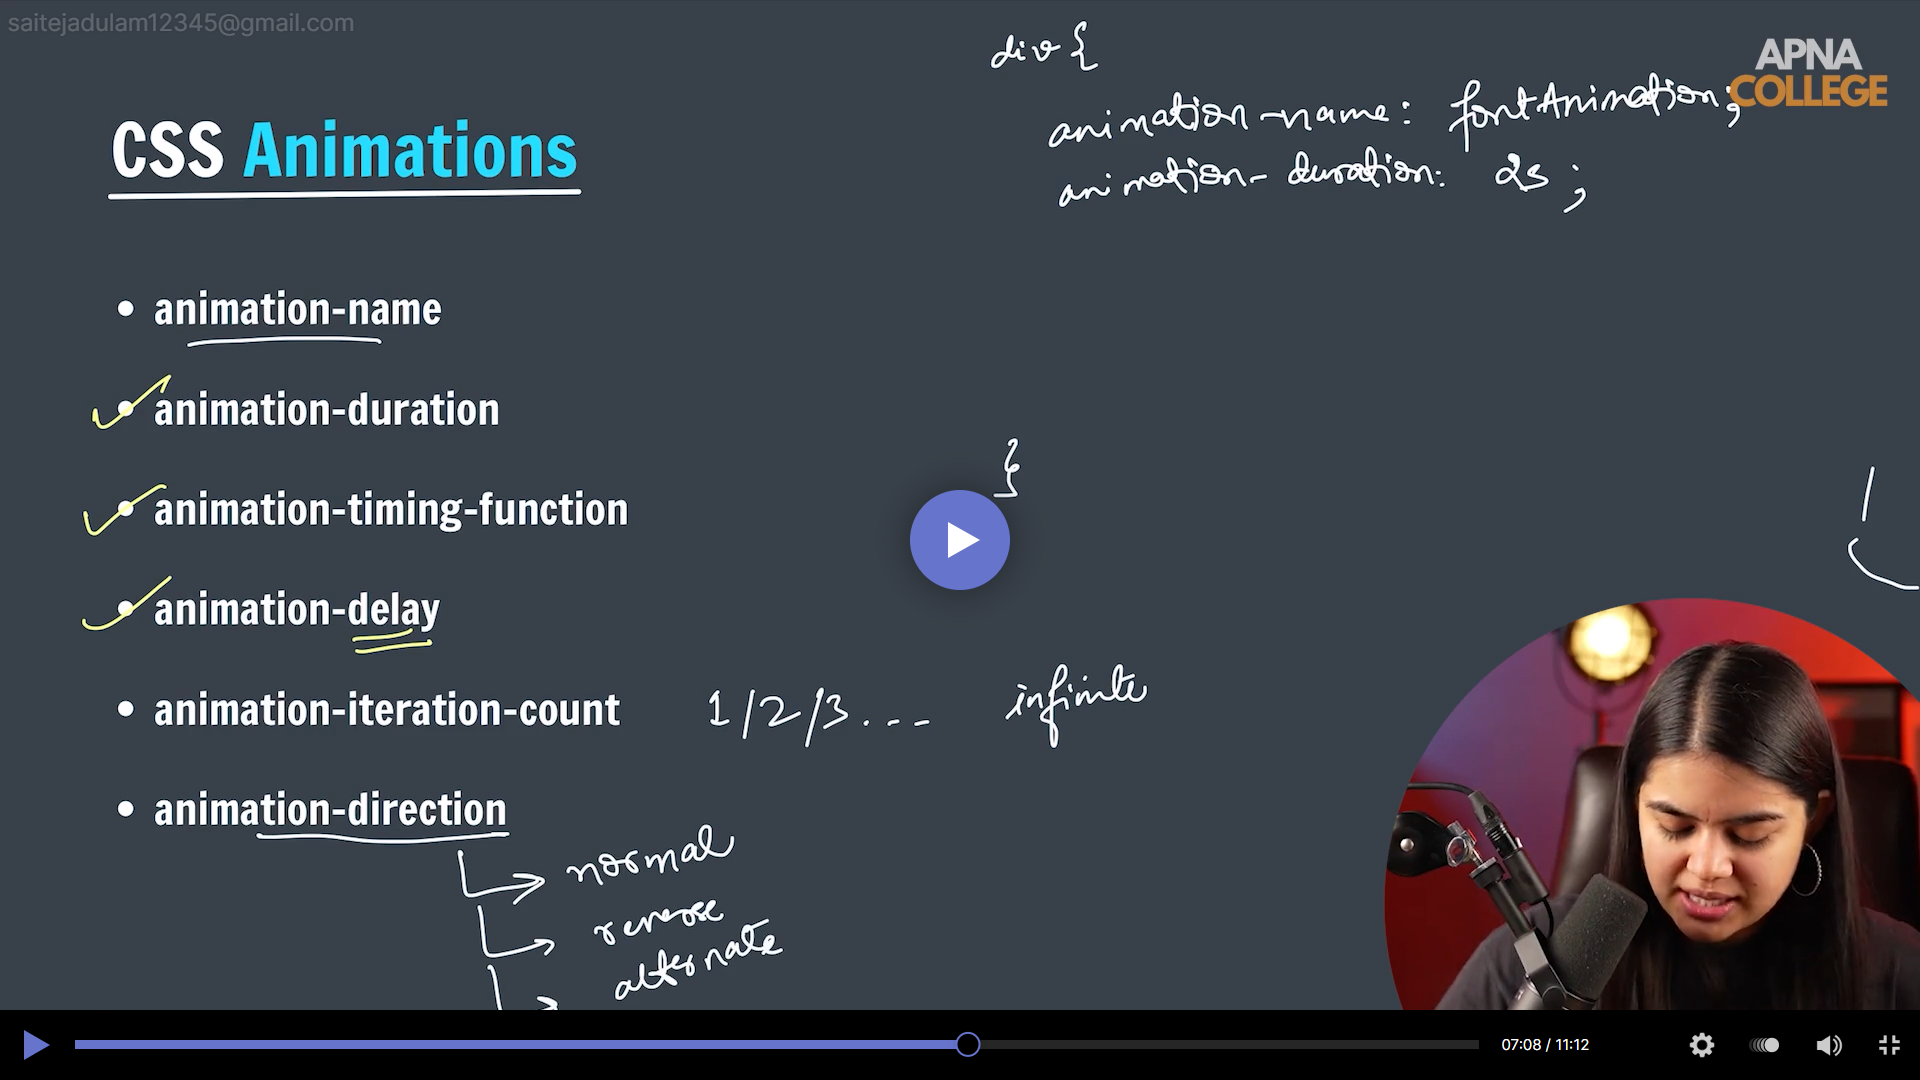 saitejadulam12345@gmail.com
div {
APNA
COLLEGE
animation-name: fontAnimation;
CSS Animations
animation-duration: 2s;
• animation-name
• animation-duration
}
• animation-timing-function
• animation-delay
• animation-iteration-count 1/2/3... infinite
• animation-direction
normal
reverse
alternate
07:08 / 11:12